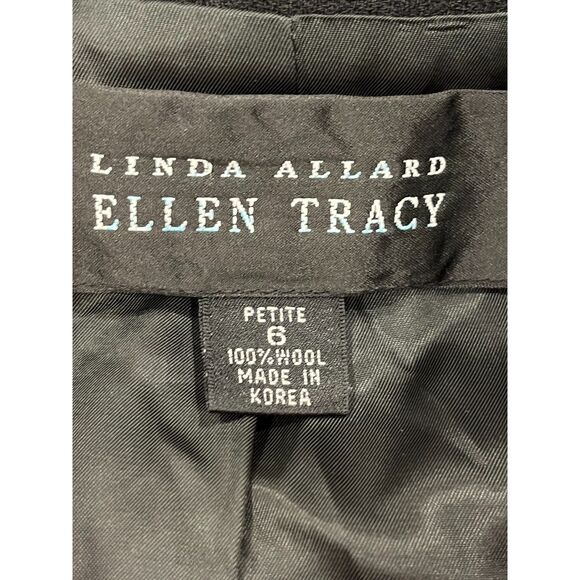 LINDA ALLARD
ELLEN TRACY
PETITE
6
100% WOOL
MADE IN
KOREA